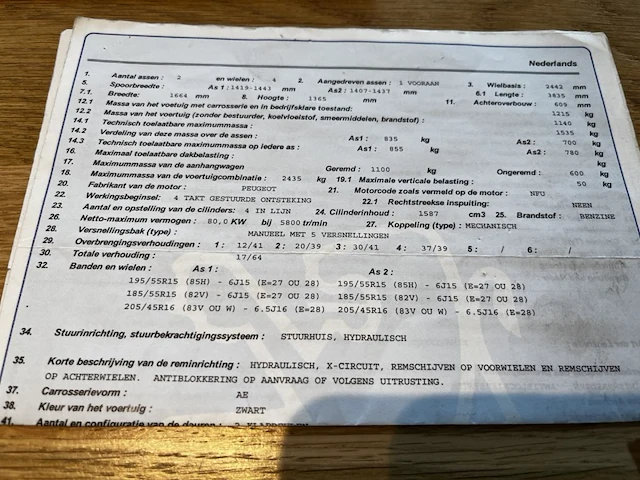 Nederlands
1. Aantal assen : 2 en wielen : 4 2. Aangedreven assen : 1 VOORAAN
5. Spoorbreedte : As 1 : 1419-1443 mm As2 : 1407-1437 mm 3. Wielbasis : 2442 mm
7.1. Breedte: 1664 mm 8. Hoogte : 1365 mm 6.1 Lengte : 3835 mm
11. Achteroverbouw : 609 mm
12.1 Massa van het voetuig met carrosserie en in bedrijfsklare toestand: 1215 kg
12.2 Massa van het voertuig (zonder bestuurder, koelvloeistof, smeermiddelen, brandstof) : 1140 kg
14.1 Technisch toelaatbare maximummassa : 1535 kg
14.2 Verdeling van deze massa over de assen : As1 : 835 kg As2 : 700 kg
14.3 Technisch toelaatbare maximummassa op iedere as : As1 : 855 kg As2 : 780 kg
16. Maximaal toelaatbare dakbelasting :
17. Maximummassa van de aanhangwagen Geremd : 1100 kg Ongeremd : 600 kg
18. Maximummassa van de voertuigcombinatie : 2435 kg 19.1 Maximale verticale belasting : 50 kg
20. Fabrikant van de motor : PEUGEOT 21. Motorcode zoals vermeld op de motor : NFU
22. Werkingsbeginsel: 4 TAKT GESTUURDE ONTSTEKING 22.1 Rechtstreekse inspuiting: NEEN
23. Aantal en opstelling van de cilinders: 4 IN LIJN 24. Cilinderinhoud : 1587 cm3 25. Brandstof : BENZINE
26. Netto-maximum vermogen : 80,0 KW bij 5800 tr/min 27. Koppeling (type) : MECHANISCH
28. Versnellingsbak (type) : MANUEEL MET 5 VERSNELLINGEN
29. Overbrengingsverhoudingen : 1: 12/41 2: 20/39 3: 30/41 4: 37/39 5: / 6: /
30. Totale verhouding : 17/64
32. Banden en wielen : As 1 : As 2 :
195/55R15 (85H) - 6J15 (E=27 OU 28) 195/55R15 (85H) - 6J15 (E=27 OU 28)
185/55R15 (82V) - 6J15 (E=27 OU 28) 185/55R15 (82V) - 6J15 (E=27 OU 28)
205/45R16 (83V OU W) - 6.5J16 (E=28) 205/45R16 (83V OU W) - 6.5J16 (E=28)
34. Stuurinrichting, stuurbekrachtigingssysteem : STUURHUIS, HYDRAULISCH
35. Korte beschrijving van de reminrichting : HYDRAULISCH, X-CIRCUIT, REMSCHIJVEN OP VOORWIELEN EN REMSCHIJVEN
OP ACHTERWIELEN. ANTIBLOKKERING OP AANVRAAG OF VOLGENS UITRUSTING.
37. Carrosserievorm : AE
38. Kleur van het voertuig : ZWART
41. Aantal en configuratie van de deuren :